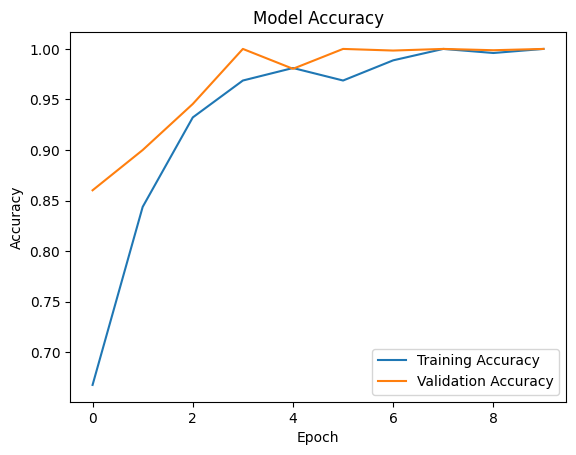 Model Accuracy
Accuracy
1.00
0.95
0.90
0.85
0.80
0.75
0.70
0
2
4
6
8
Epoch
Training Accuracy
Validation Accuracy